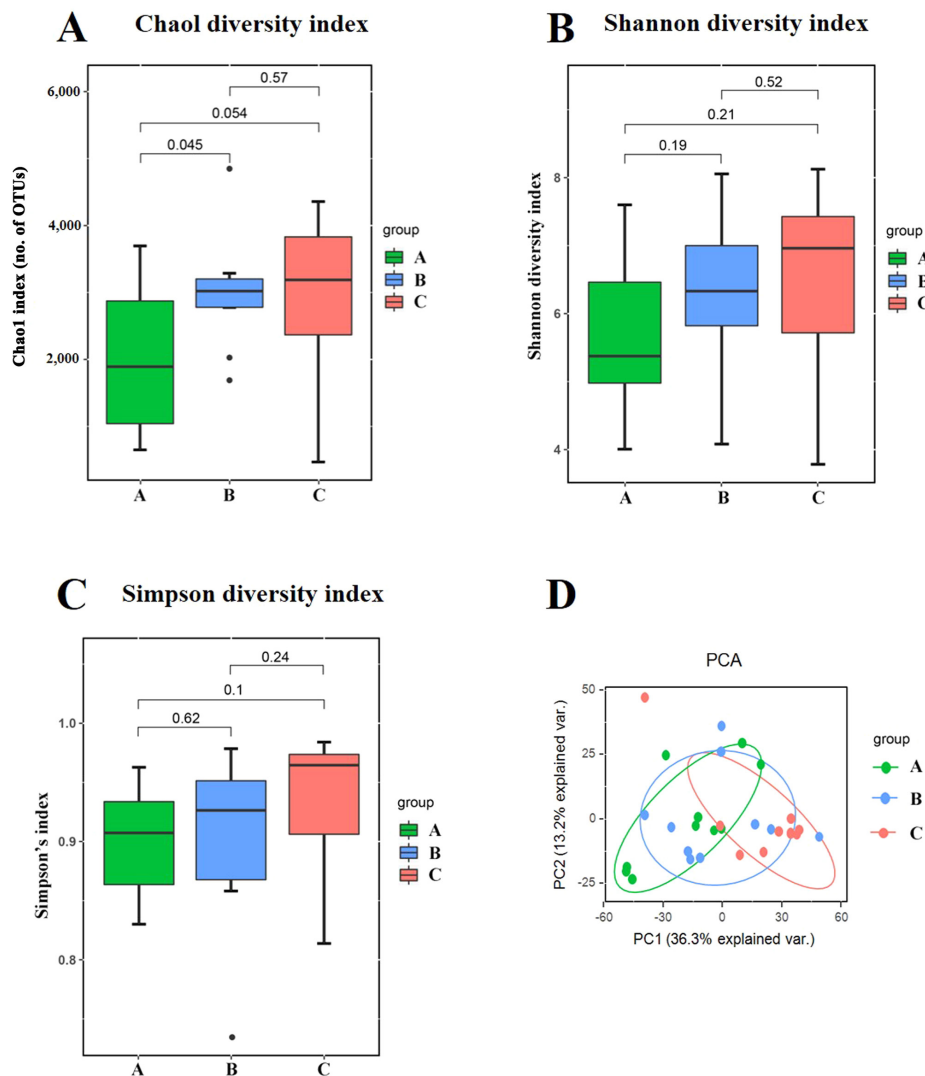 A Chaol diversity index
6,000
4,000
2,000
Chao1 index (no. of OTUs)
0.57
0.054
0.045
A B C
group
A
B
C
B Shannon diversity index
8
6
4
Shannon diversity index
0.52
0.21
0.19
A B C
group
A
B
C
C Simpson diversity index
1.0
0.9
0.8
Simpson’s index
0.24
0.1
0.62
A B C
group
A
B
C
D
PCA
50
25
0
-25
PC2 (13.2% explained var.)
-60 -30 0 30 60
PC1 (36.3% explained var.)
group
A
B
C